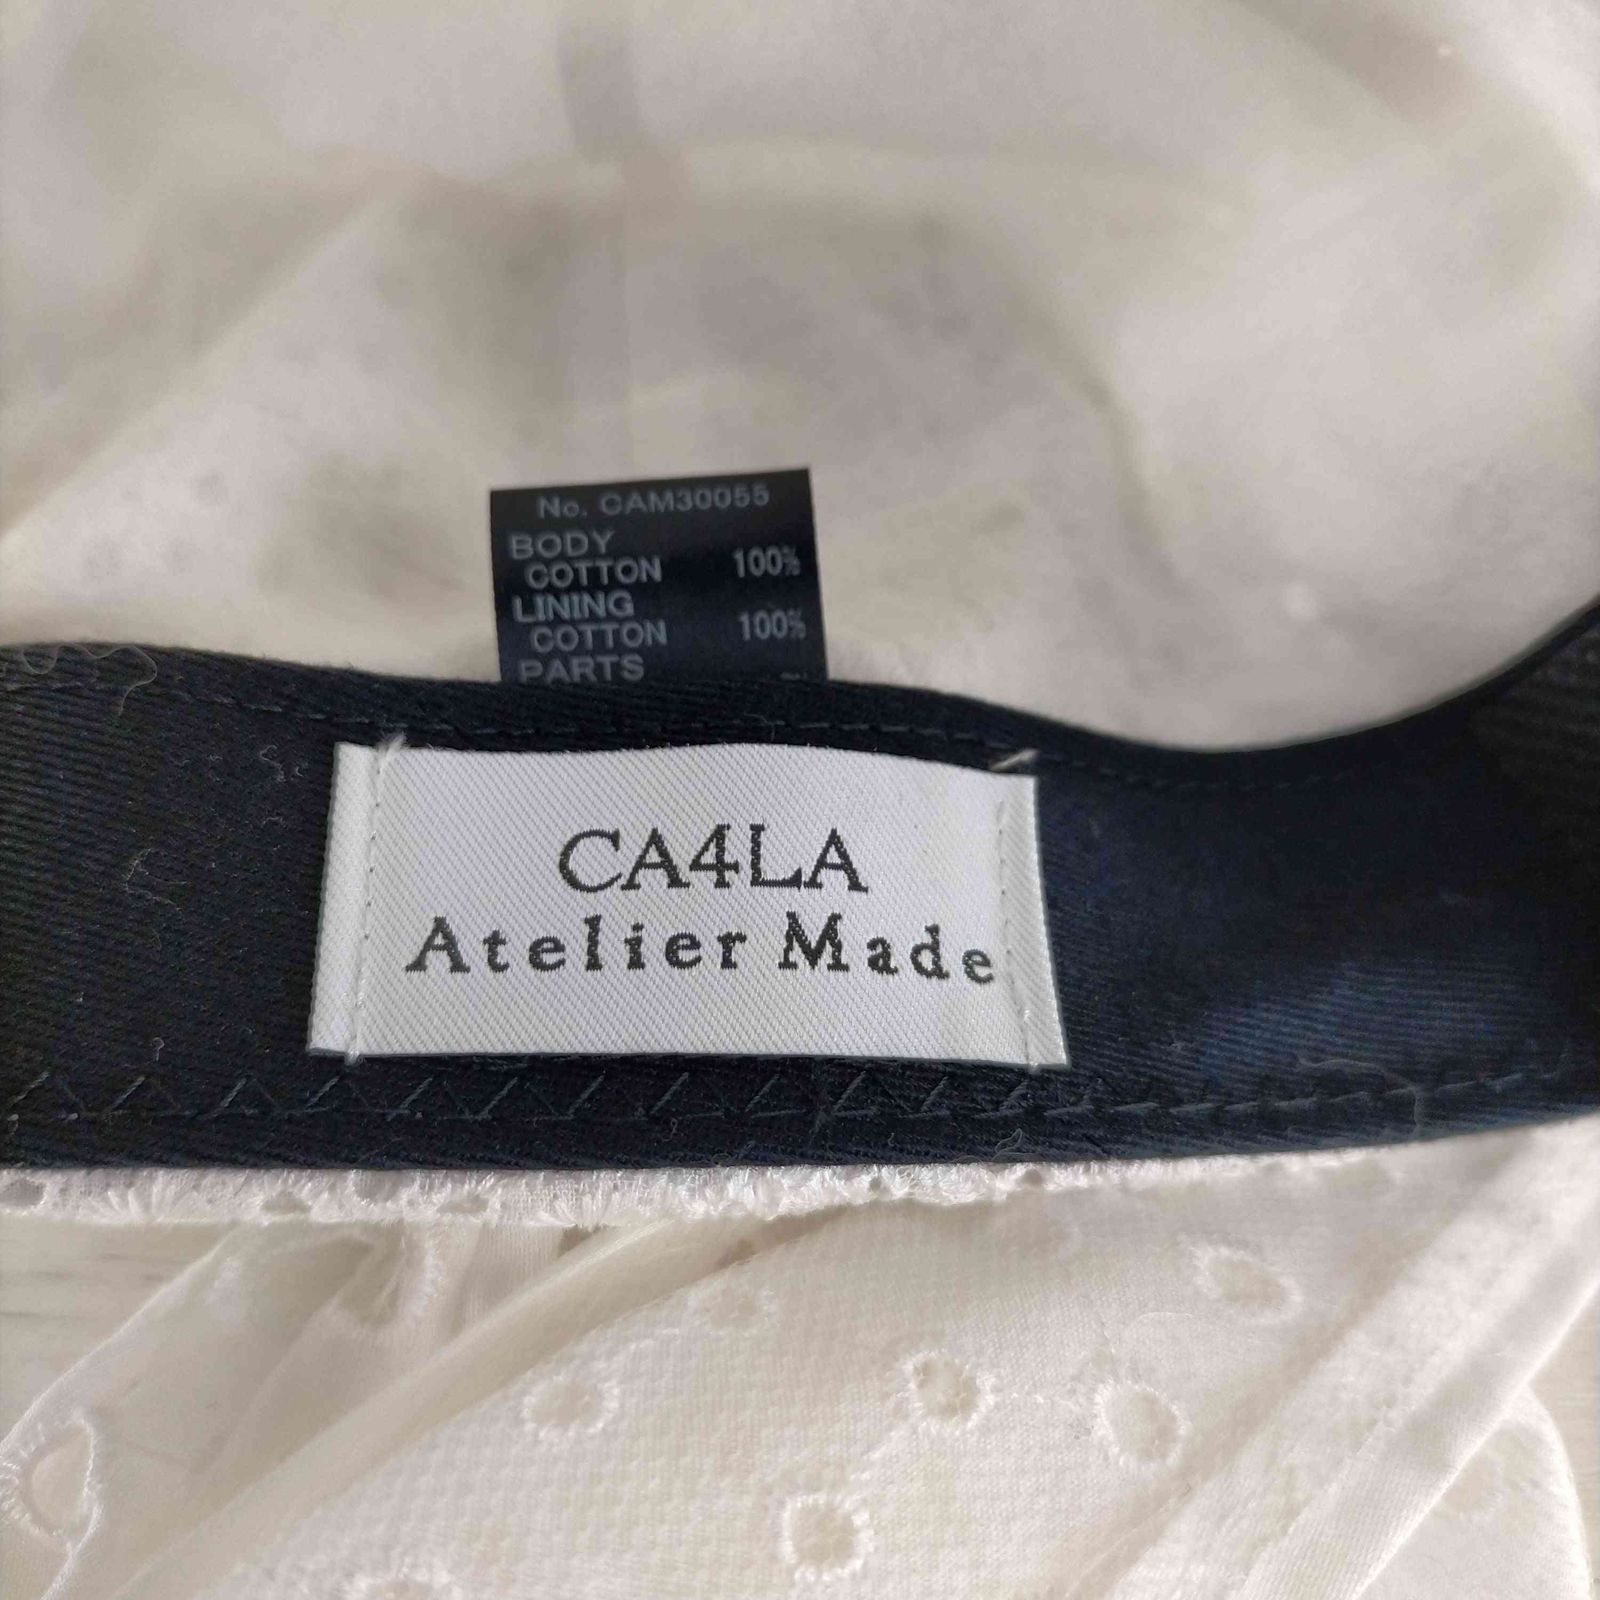 No. CAM30055
BODY
COTTON 100%
LINING
COTTON 100%
PARTS
CA4LA
Atelier Made